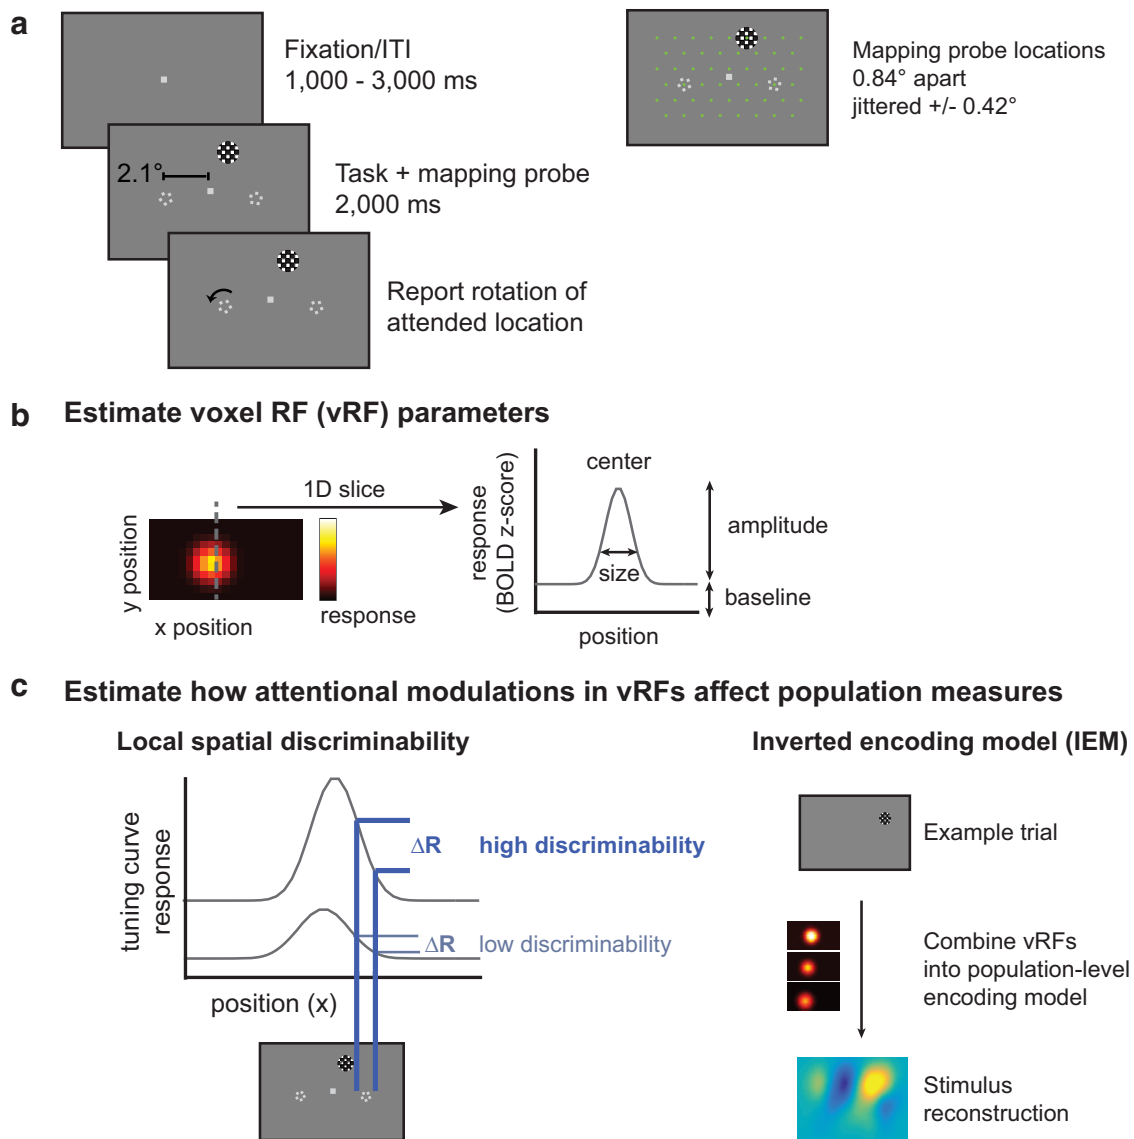 a
Fixation/ITI
1,000 - 3,000 ms
2.1°
Task + mapping probe
2,000 ms
Report rotation of
attended location
Mapping probe locations
0.84° apart
jittered +/- 0.42°
b
Estimate voxel RF (vRF) parameters
y position
x position
1D slice
response
response
(BOLD z-score)
center
size
amplitude
baseline
position
c
Estimate how attentional modulations in vRFs affect population measures
Local spatial discriminability
tuning curve
response
ΔR high discriminability
ΔR low discriminability
position (x)
Inverted encoding model (IEM)
Example trial
Combine vRFs
into population-level
encoding model
Stimulus
reconstruction